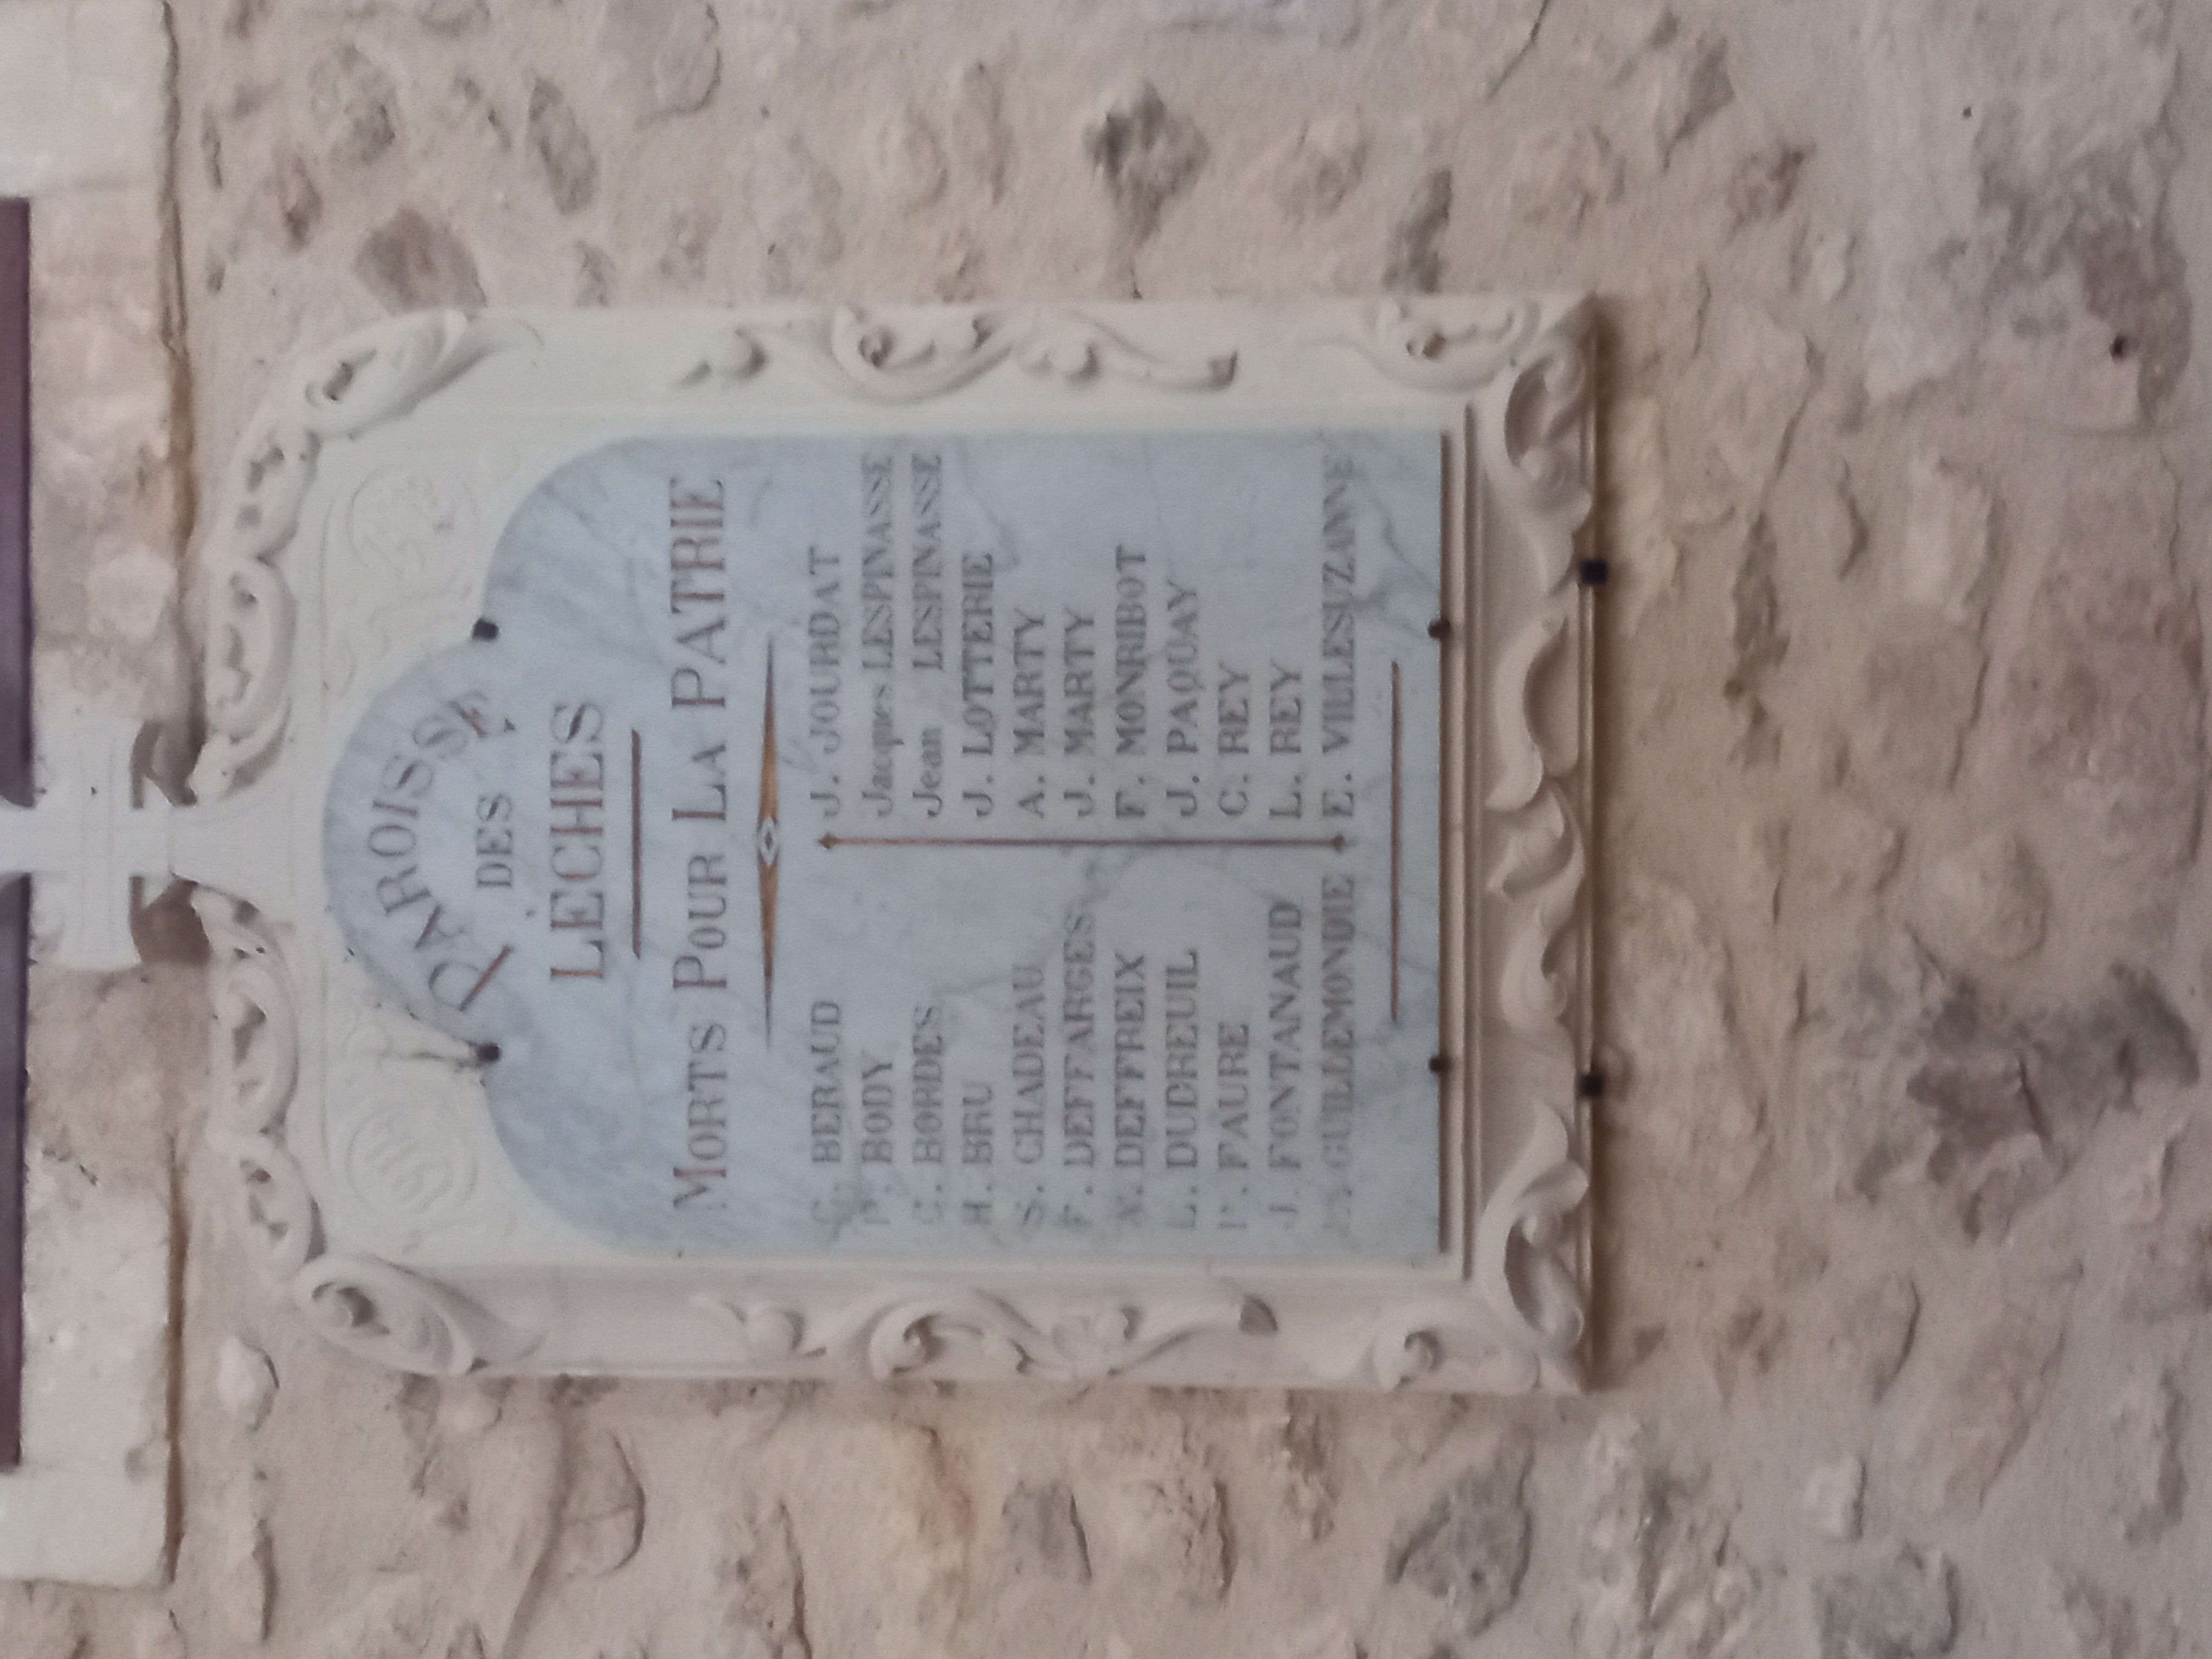 PAROISSE
DES
LECHES
MORTS POUR LA PATRIE
G. BERAUD
P. BODY
C. BORDES
H. BRU
S. CHADEAU
F. DEFFARGES
V. DEFFREIX
L. DUDREUIL
P. FAURE
J. FONTANAUD
GUILLEMONDIE
J. JOURDAT
Jacques LESPINASSE
Jean LESPINASSE
J. LOTTERIE
A. MARTY
J. MARTY
F. MONRIBOT
J. PAQUAY
C. REY
L. REY
E. VILLESUZANNE